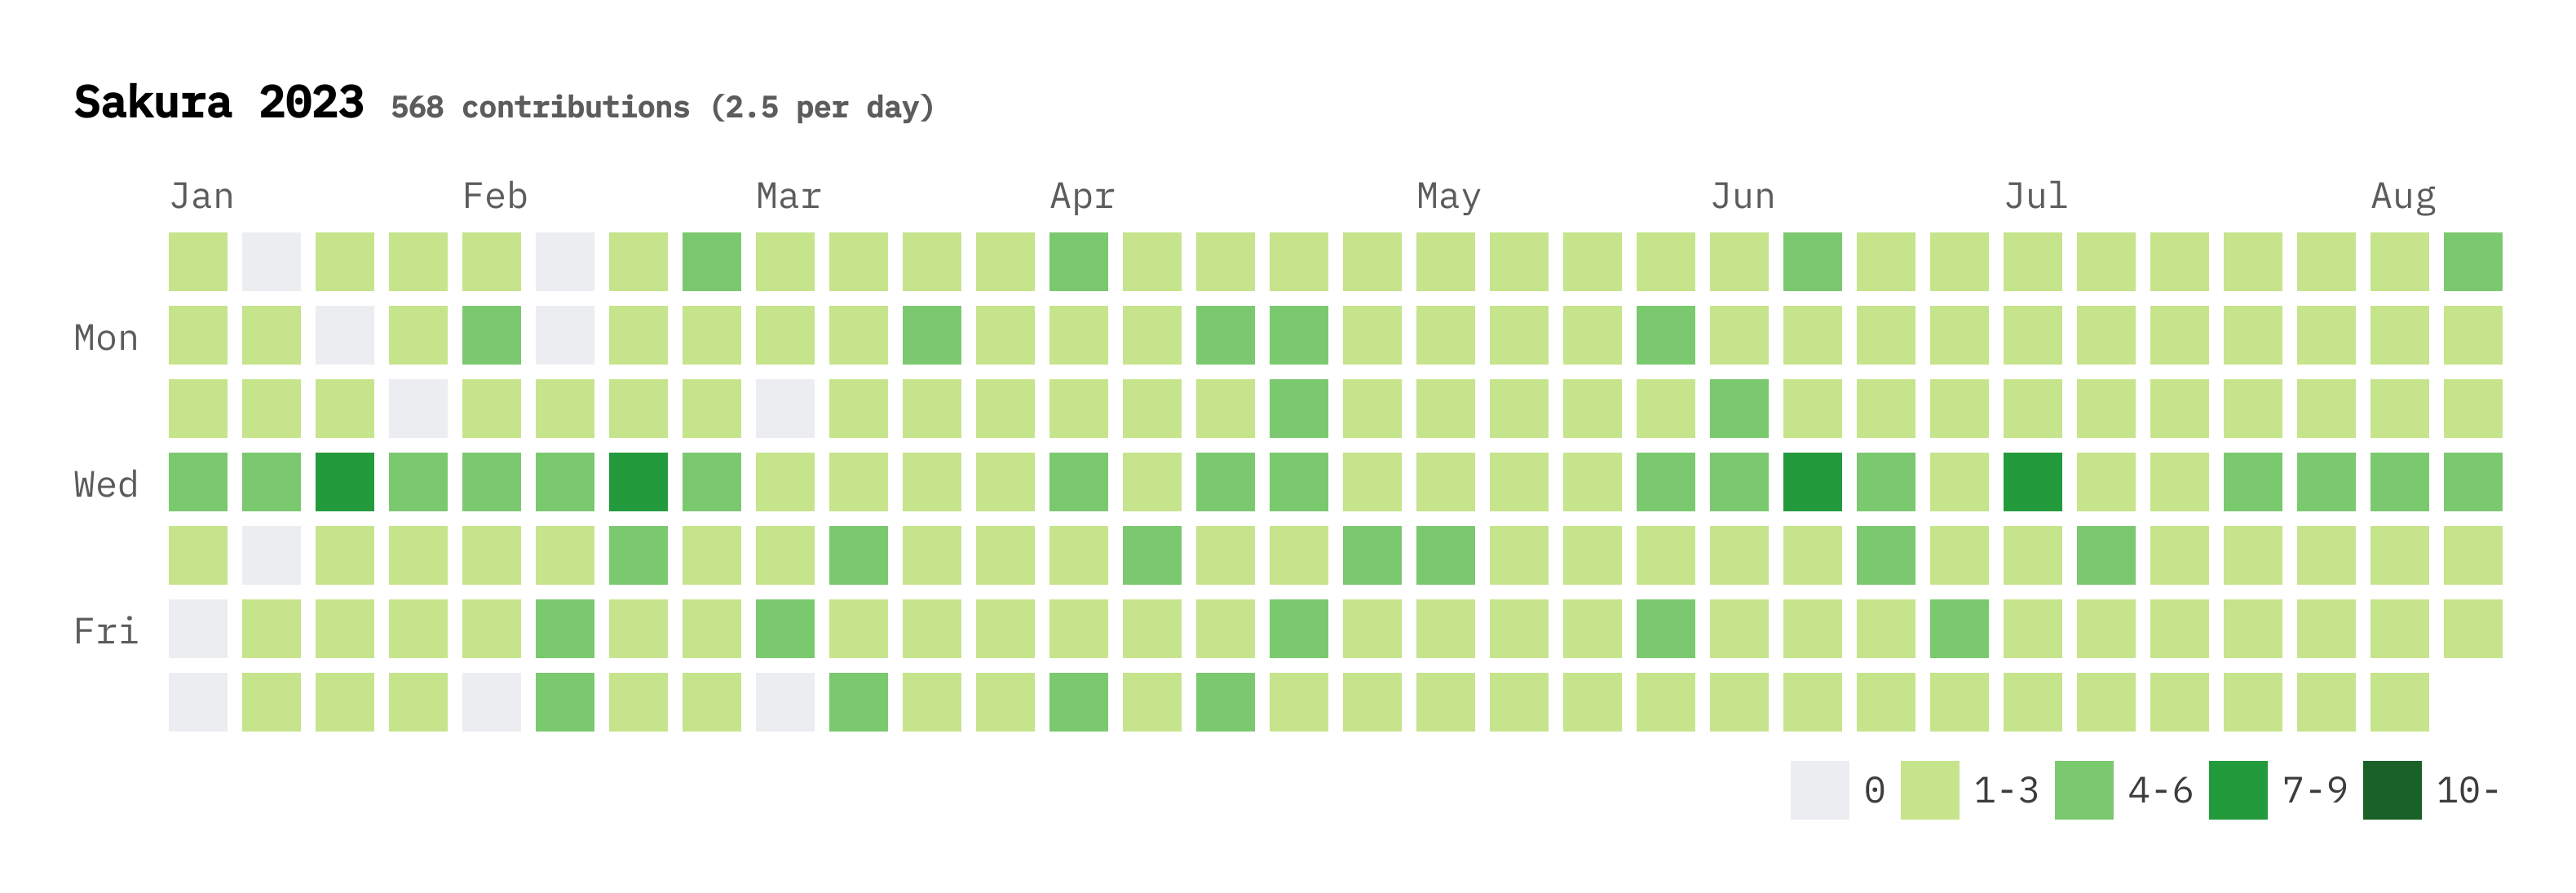 Sakura 2023 568 contributions (2.5 per day)
Jan Feb Mar Apr May Jun Jul Aug
Mon
Wed
Fri
0 1-3 4-6 7-9 10-